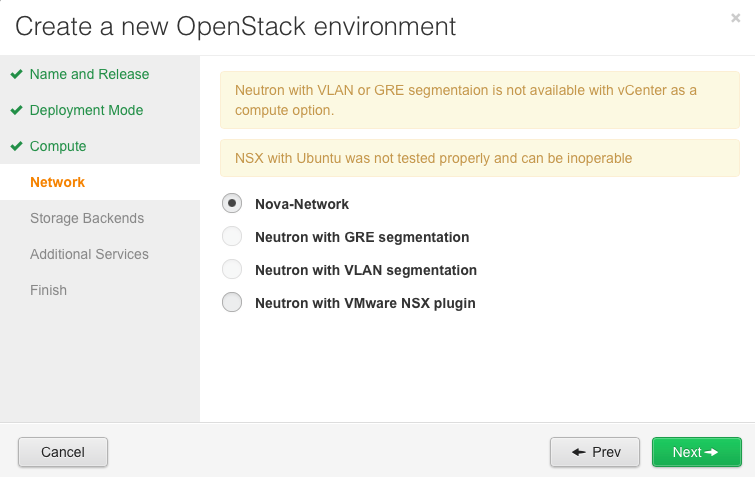 Create a new OpenStack environment
×
Name and Release
Deployment Mode
Compute
Network
Storage Backends
Additional Services
Finish
Neutron with VLAN or GRE segmentaion is not available with vCenter as a
compute option.
NSX with Ubuntu was not tested properly and can be inoperable
Nova-Network
Neutron with GRE segmentation
Neutron with VLAN segmentation
Neutron with VMware NSX plugin
Cancel
Prev
Next